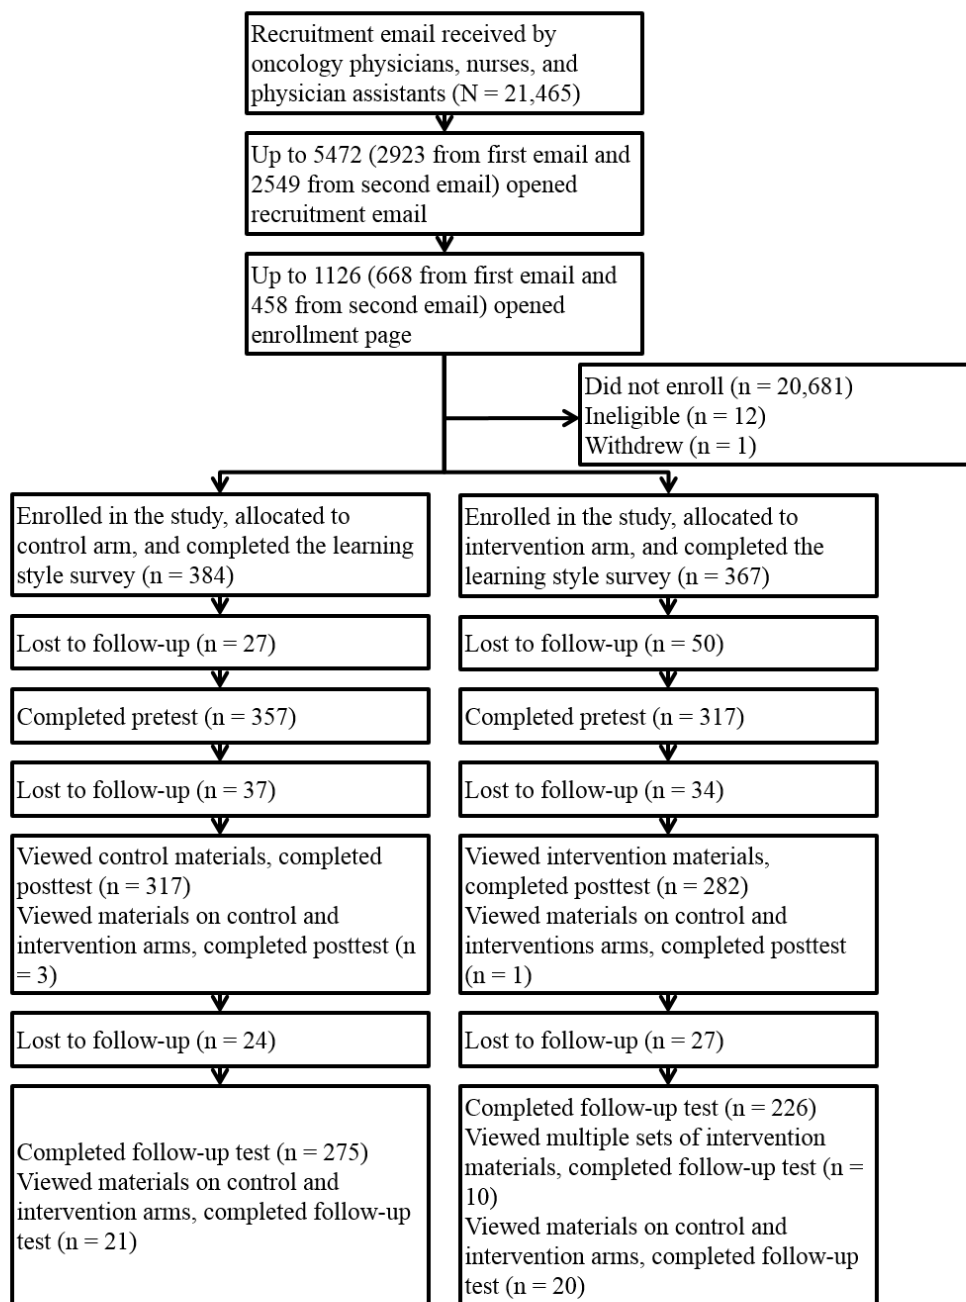 Recruitment email received by
oncology physicians, nurses, and
physician assistants (N = 21,465)
Up to 5472 (2923 from first email and
2549 from second email) opened
recruitment email
Up to 1126 (668 from first email and
458 from second email) opened
enrollment page
Did not enroll (n = 20,681)
Ineligible (n = 12)
Withdrew (n = 1)
Enrolled in the study, allocated to
control arm, and completed the learning
style survey (n = 384)
Enrolled in the study, allocated to
intervention arm, and completed the
learning style survey (n = 367)
Lost to follow-up (n = 27)
Lost to follow-up (n = 50)
Completed pretest (n = 357)
Completed pretest (n = 317)
Lost to follow-up (n = 37)
Lost to follow-up (n = 34)
Viewed control materials, completed
posttest (n = 317)
Viewed materials on control and
intervention arms, completed posttest (n
= 3)
Viewed intervention materials,
completed posttest (n = 282)
Viewed materials on control and
interventions arms, completed posttest
(n = 1)
Lost to follow-up (n = 24)
Lost to follow-up (n = 27)
Completed follow-up test (n = 275)
Viewed materials on control and
intervention arms, completed follow-up
test (n = 21)
Completed follow-up test (n = 226)
Viewed multiple sets of intervention
materials, completed follow-up test (n =
10)
Viewed materials on control and
intervention arms, completed follow-up
test (n = 20)